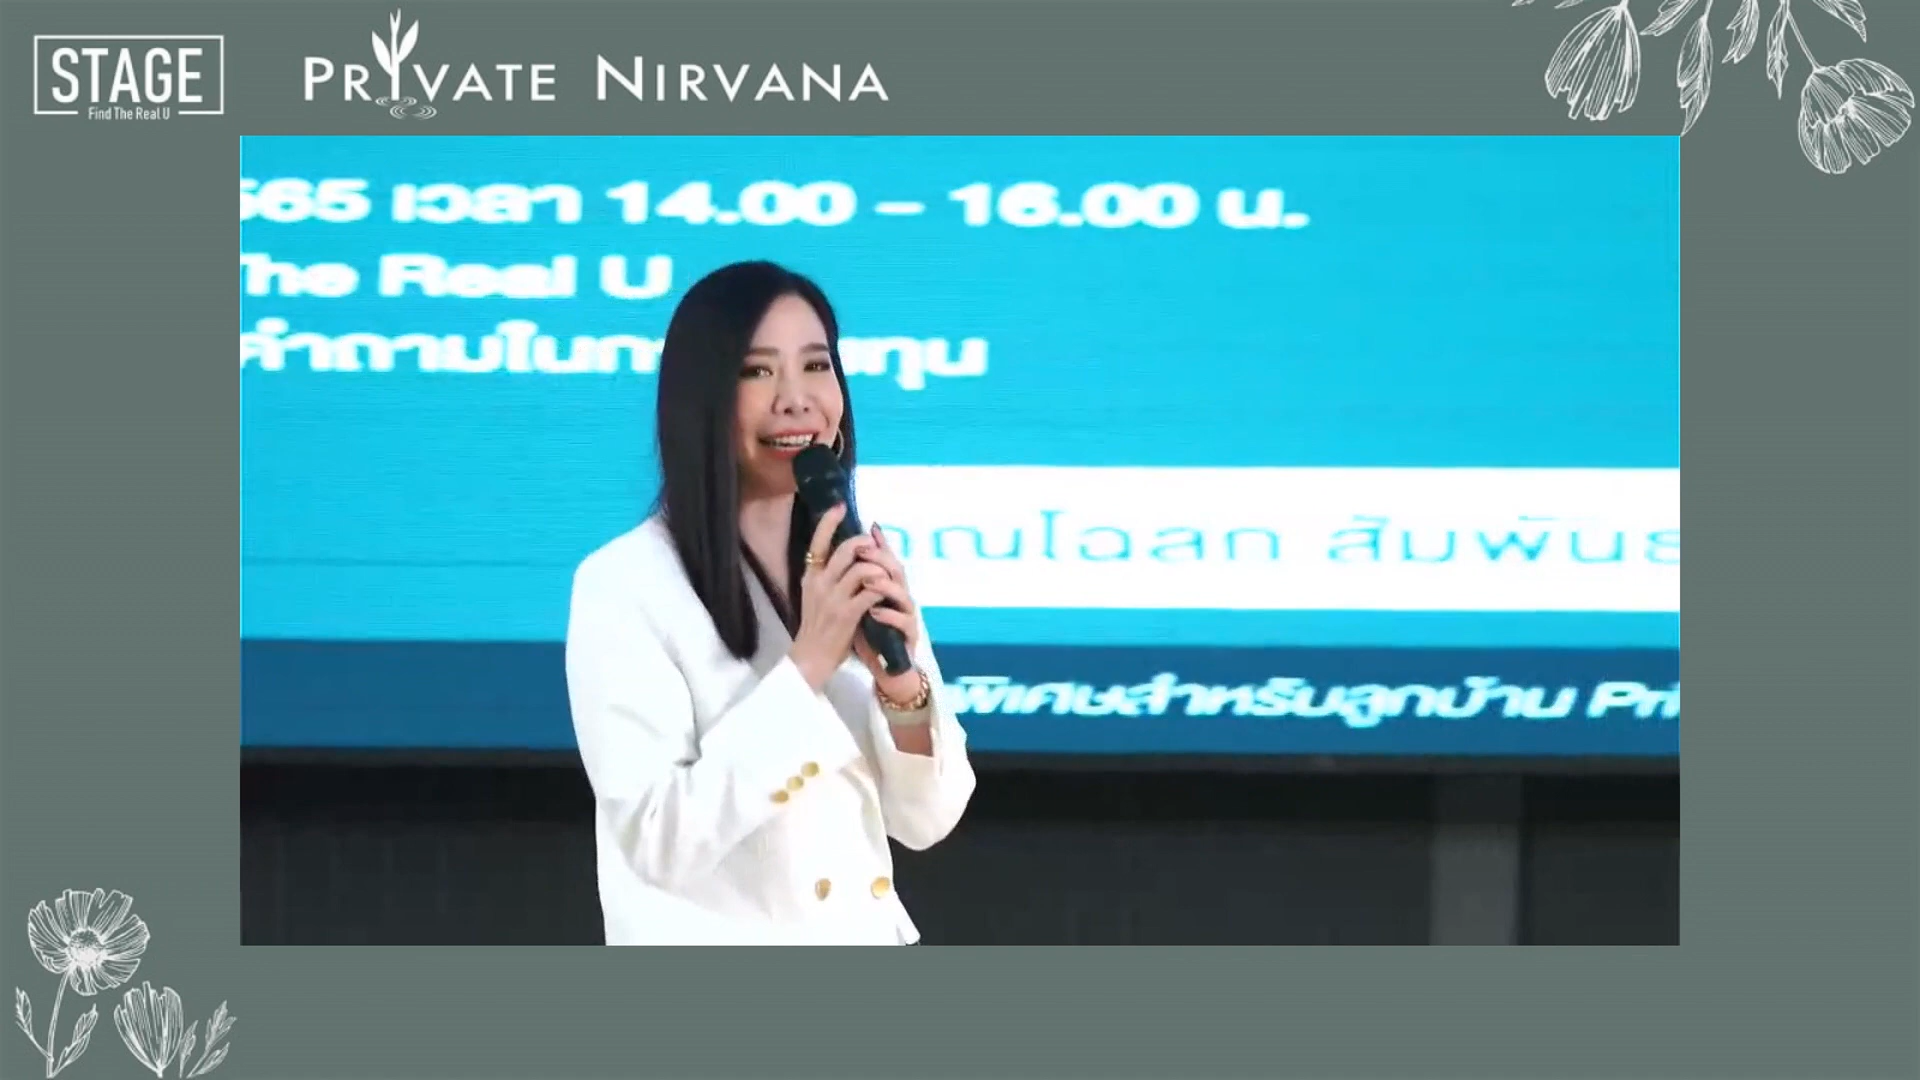 STAGE
Find The Real U
PRIVATE NIRVANA
565 เวลา 14.00 - 16.00 น.
The Real U
คำถามในก ทุน
คุณโฉลก สัมพันธ
พิเศษสำหรับลูกบ้าน Pri